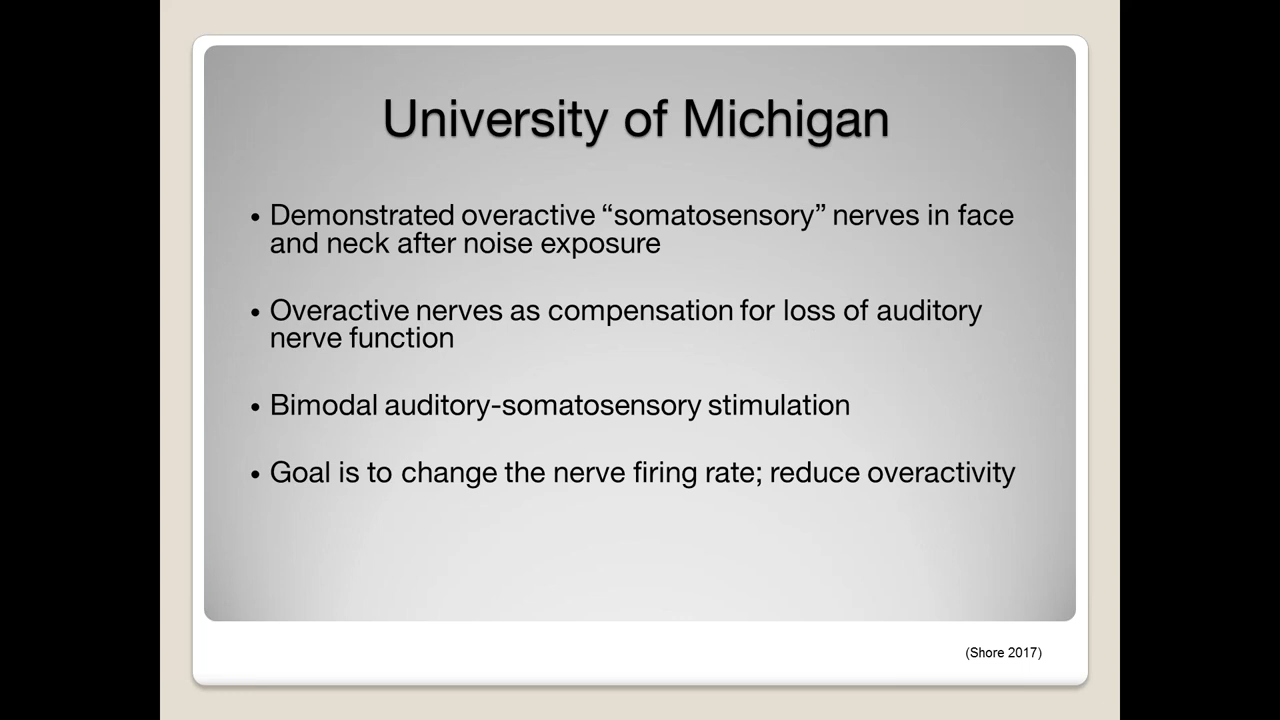 University of Michigan
• Demonstrated overactive “somatosensory” nerves in face
and neck after noise exposure
• Overactive nerves as compensation for loss of auditory
nerve function
• Bimodal auditory-somatosensory stimulation
• Goal is to change the nerve firing rate; reduce overactivity
(Shore 2017)